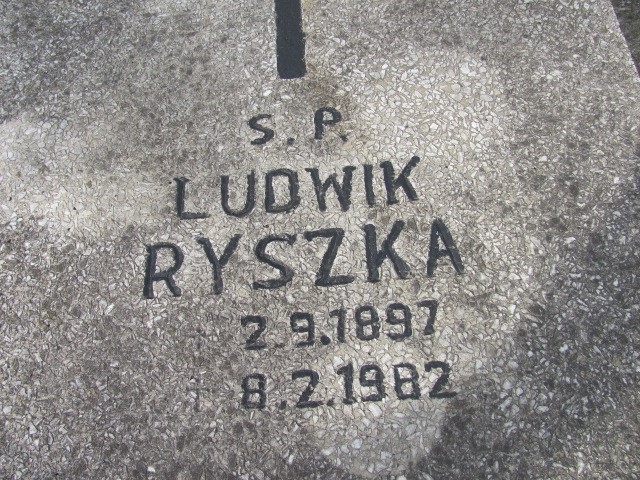 S.P.
LUDWIK
RYSZKA
2.9.1897
8.2.1982